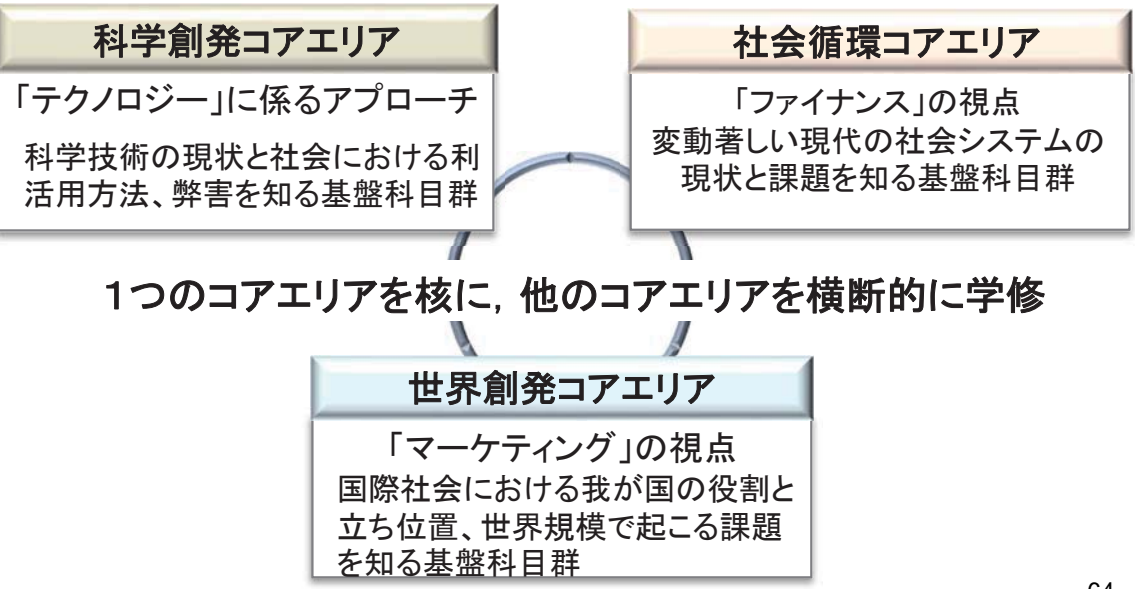 科学創発コアエリア
「テクノロジー」に係るアプローチ
科学技術の現状と社会における利
活用方法、弊害を知る基盤科目群
社会循環コアエリア
「ファイナンス」の視点
変動著しい現代の社会システムの
現状と課題を知る基盤科目群
１つのコアエリアを核に，他のコアエリアを横断的に学修
世界創発コアエリア
「マーケティング」の視点
国際社会における我が国の役割と
立ち位置、世界規模で起こる課題
を知る基盤科目群